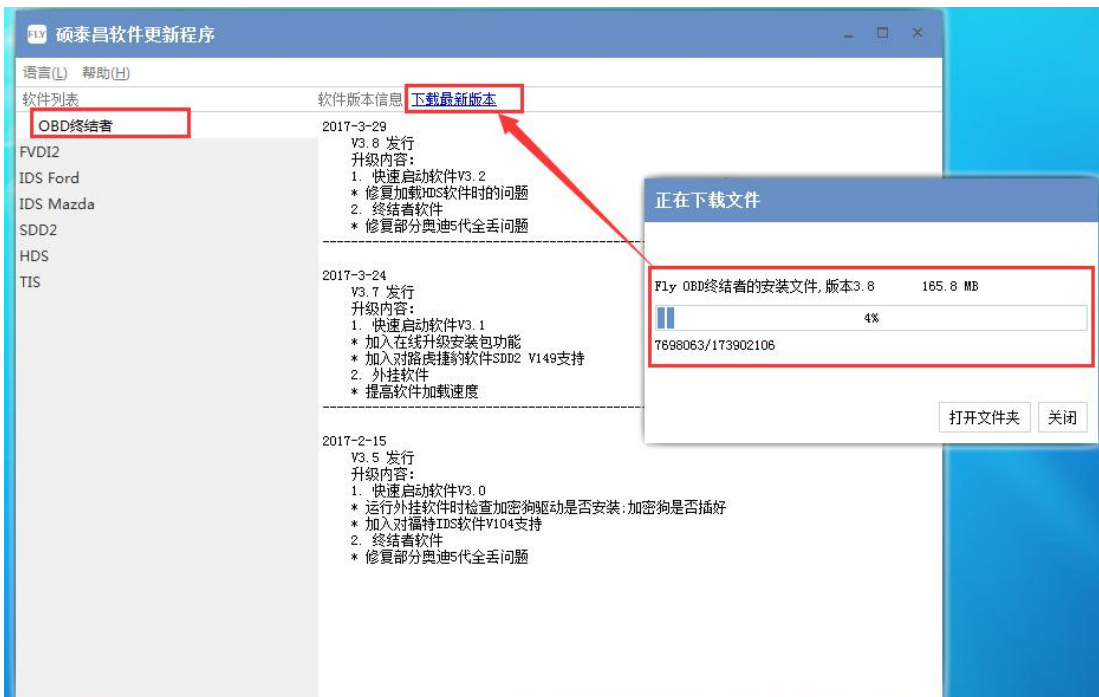 FLY 硕泰昌软件更新程序
语言(L) 帮助(H)
软件列表
OBD终结者
FVDI2
IDS Ford
IDS Mazda
SDD2
HDS
TIS
软件版本信息 下载最新版本
2017-3-29
V3.8 发行
升级内容:
1. 快速启动软件V3.2
* 修复加载HDS软件时的问题
2. 终结者软件
* 修复部分奥迪5代全丢问题
2017-3-24
V3.7 发行
升级内容:
1. 快速启动软件V3.1
* 加入在线升级安装包功能
* 加入对路虎捷豹软件SDD2 V149支持
2. 外挂软件
* 提高软件加载速度
2017-2-15
V3.5 发行
升级内容:
1. 快速启动软件V3.0
* 运行外挂软件时检查加密狗驱动是否安装;加密狗是否插好
* 加入对福特IDS软件V104支持
2. 终结者软件
* 修复部分奥迪5代全丢问题
正在下载文件
Fly OBD终结者的安装文件,版本3.8 165.8 MB
4%
7698063/173902106
打开文件夹 关闭